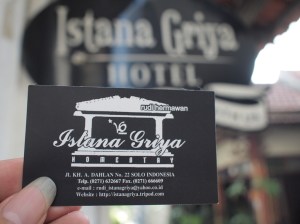 Istana Griya
HOTEL
rudi hermawan
Istana Griya
HOMESTAY
JL. KH. A. DAHLAN No. 22 SOLO INDONESIA
Telp. (0271) 632667 Fax. (0271) 661118
e-mail : rudi_istanagriya@yahoo.co.id
Website : http://istanagriya.tripod.com